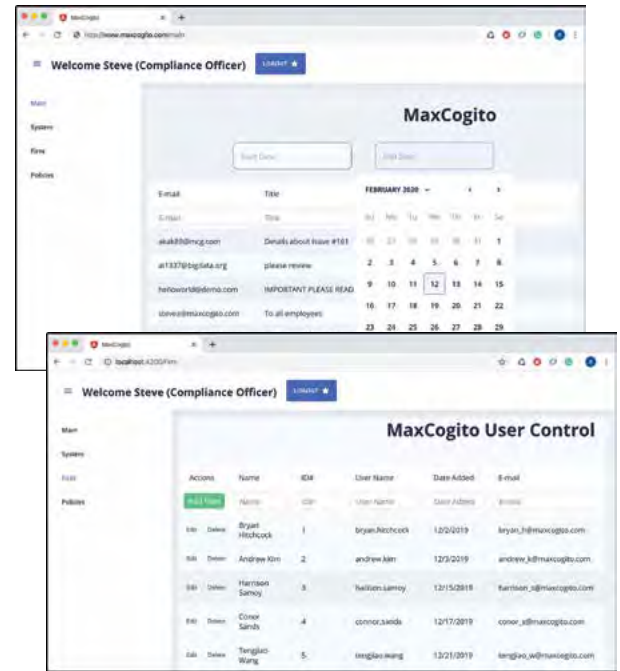 MaxCogito
http://www.maxcogito.com/main
Welcome Steve (Compliance Officer) LOGOUT
Main
System
Firm
Policies
MaxCogito
Start Date
End Date
E-mail Title
E-mail Title
FEBRUARY 2020
Su Mo Tu We Th Fr Sa
1
2 3 4 5 6 7 8
9 10 11 12 13 14 15
16 17 18 19 20 21 22
23 24 25 26 27 28 29
akak89@mcg.com Details about Issue #161
ai1337@bigdata.org please review
helloworld@demo.com IMPORTANT PLEASE READ
steve@maxcogito.com To all employees
MaxCogito
localhost:4200/firm
Welcome Steve (Compliance Officer) LOGOUT
Main
System
Firm
Policies
MaxCogito User Control
Actions Name ID# User Name Date Added E-mail
Add New Name ID# User Name Date Added E-mail
Edit Delete Bryan Hitchcock 1 bryan.hitchcock 12/2/2019 bryan_h@maxcogito.com
Edit Delete Andrew Kim 2 andrew.kim 12/3/2019 andrew_k@maxcogito.com
Edit Delete Harrison Samoy 3 harrison.samoy 12/15/2019 harrison_s@maxcogito.com
Edit Delete Conor Sands 4 connor.sands 12/17/2019 conor_s@maxcogito.com
Edit Delete Tengjiao Wang 5 tengjiao.wang 12/21/2019 tengjiao_w@maxcogito.com